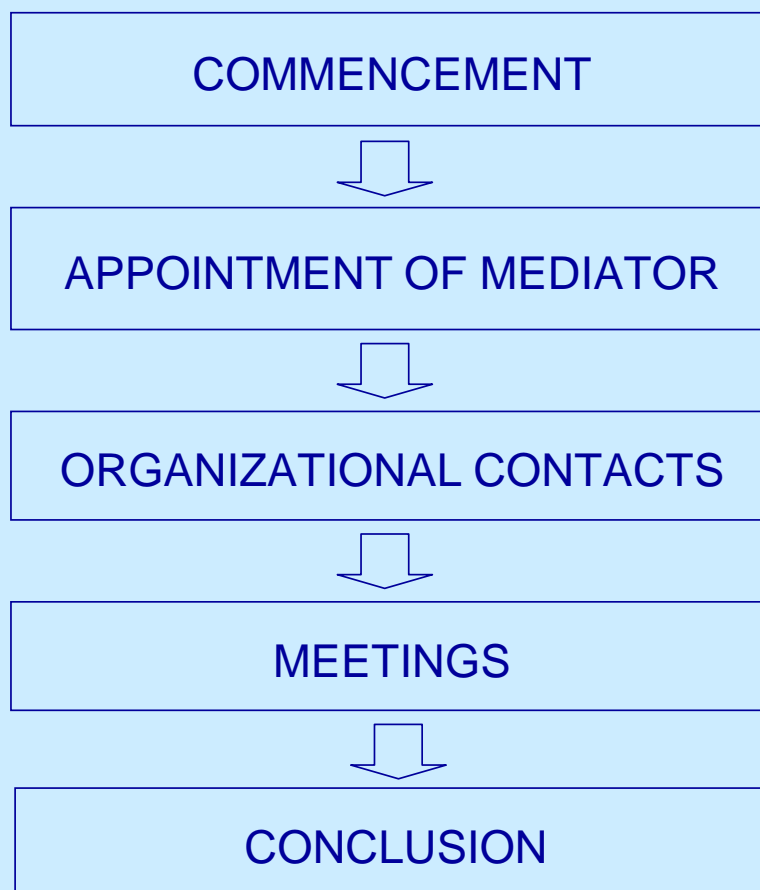 COMMENCEMENT
APPOINTMENT OF MEDIATOR
ORGANIZATIONAL CONTACTS
MEETINGS
CONCLUSION